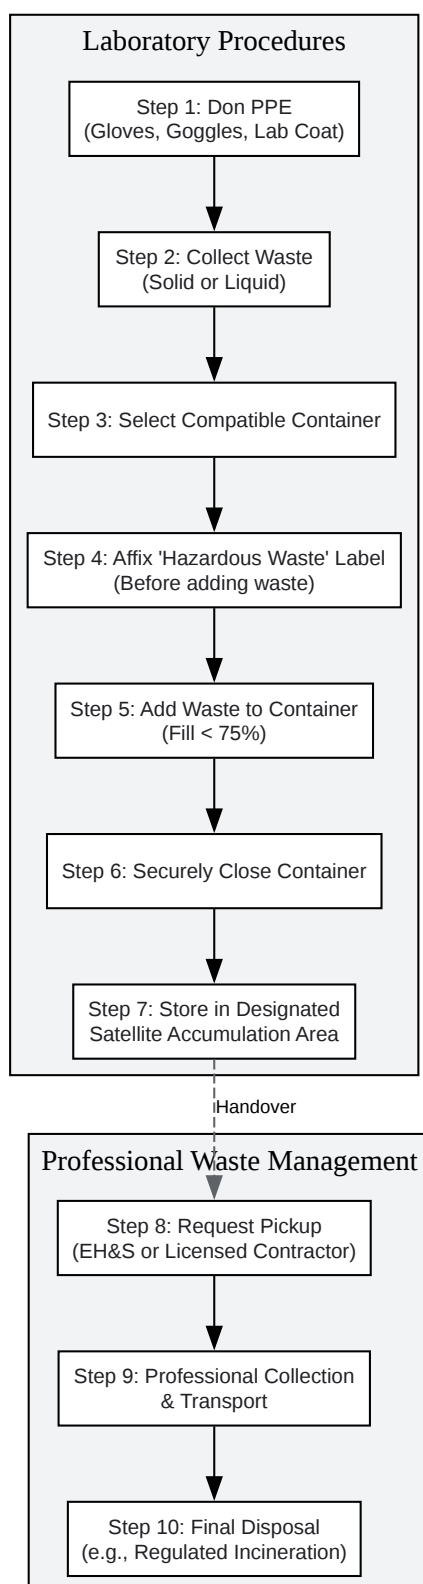 Laboratory Procedures
Step 1: Don PPE
(Gloves, Goggles, Lab Coat)
Step 2: Collect Waste
(Solid or Liquid)
Step 3: Select Compatible Container
Step 4: Affix 'Hazardous Waste' Label
(Before adding waste)
Step 5: Add Waste to Container
(Fill < 75%)
Step 6: Securely Close Container
Step 7: Store in Designated
Satellite Accumulation Area
Handover
Professional Waste Management
Step 8: Request Pickup
(EH&S or Licensed Contractor)
Step 9: Professional Collection
& Transport
Step 10: Final Disposal
(e.g., Regulated Incineration)